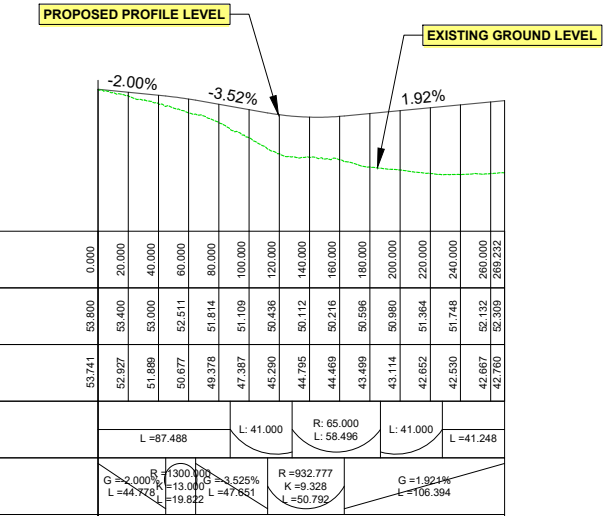 PROPOSED PROFILE LEVEL
EXISTING GROUND LEVEL
-2.00%
-3.52%
1.92%
0.000 20.000 40.000 60.000 80.000 100.000 120.000 140.000 160.000 180.000 200.000 220.000 240.000 260.000 269.232
53.800 53.400 53.000 52.511 51.814 51.109 50.436 50.112 50.216 50.596 50.980 51.364 51.748 52.132 52.309
53.741 52.927 51.889 50.677 49.378 47.387 45.290 44.795 44.469 43.499 43.114 42.652 42.530 42.667 42.760
L =87.488
L: 41.000
R: 65.000
L: 58.496
L: 41.000
L =41.248
G =-2.000%
L =44.778
R =1300.000
K =13.000
L =19.822
G =-3.525%
L =47.651
R =932.777
K =9.328
L =50.792
G =1.921%
L =106.394